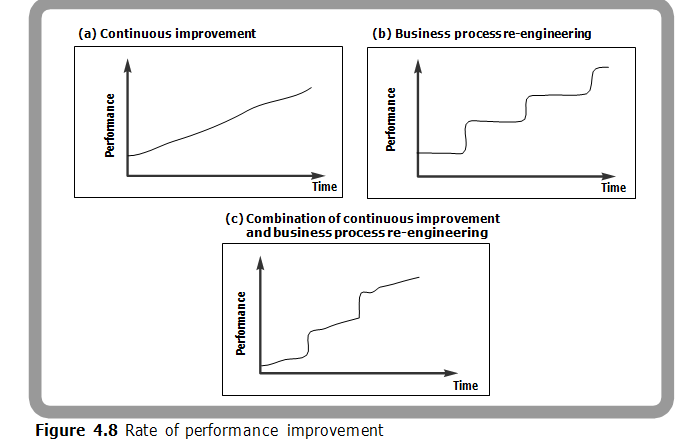 (a) Continuous improvement
Performance
Time
(b) Business process re-engineering
Performance
Time
(c) Combination of continuous improvement
and business process re-engineering
Performance
Time
Figure 4.8 Rate of performance improvement